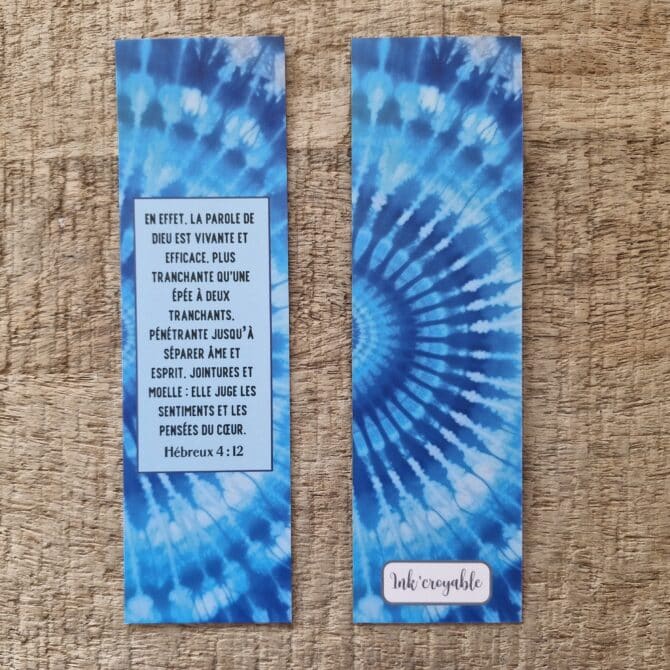 EN EFFET, LA PAROLE DE
DIEU EST VIVANTE ET
EFFICACE, PLUS
TRANCHANTE QU'UNE
ÉPÉE À DEUX
TRANCHANTS,
PÉNÉTRANTE JUSQU'À
SÉPARER ÂME ET
ESPRIT, JOINTURES ET
MOELLE ; ELLE JUGE LES
SENTIMENTS ET LES
PENSÉES DU CŒUR.
Hébreux 4 : 12
Ink'croyable